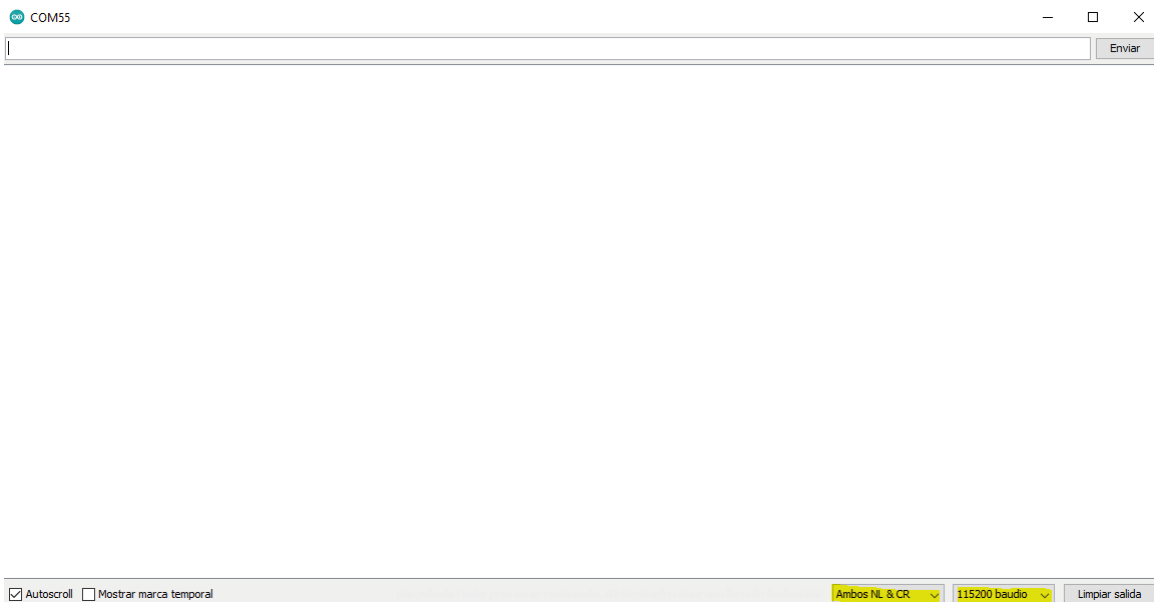 COM55
Enviar
Autoscroll Mostrar marca temporal Ambos NL & CR 115200 baudio Limpiar salida